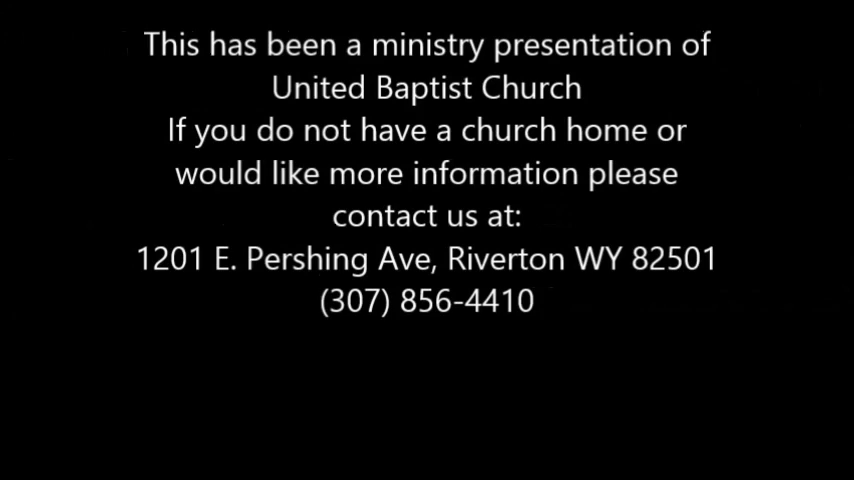 This has been a ministry presentation of
United Baptist Church
If you do not have a church home or
would like more information please
contact us at:
1201 E. Pershing Ave, Riverton WY 82501
(307) 856-4410